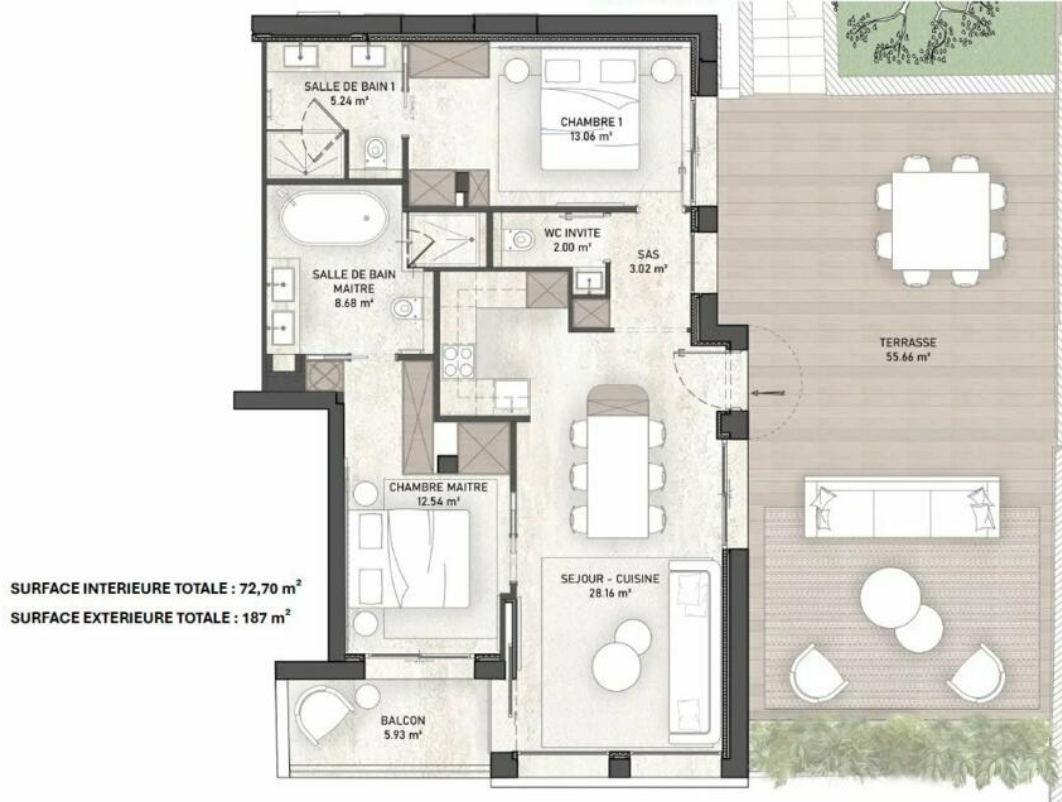 SALLE DE BAIN 1
5.24 m²
CHAMBRE 1
13.06 m²
WC INVITE
2.00 m²
SAS
3.02 m²
SALLE DE BAIN
MAITRE
8.68 m²
TERRASSE
55.66 m²
CHAMBRE MAITRE
12.54 m²
SEJOUR - CUISINE
28.16 m²
SURFACE INTERIEURE TOTALE : 72,70 m²
SURFACE EXTERIEURE TOTALE : 187 m²
BALCON
5.93 m²